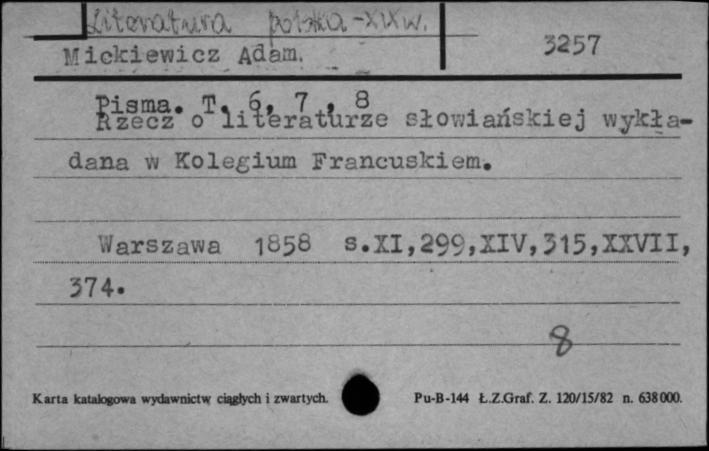 Literatura polska - XIX w.
Mickiewicz Adam. 3257
Pisma. T. 6, 7, 8
Rzecz o literaturze słowiańskiej wykła-
dana w Kolegium Francuskiem.
Warszawa 1858 s.XI,299,XIV,315,XXVII,
374.
8
Karta katalogowa wydawnictw ciągłych i zwartych. Pu-B-144 Ł.Z.Graf. Z. 120/15/82 n. 638000.